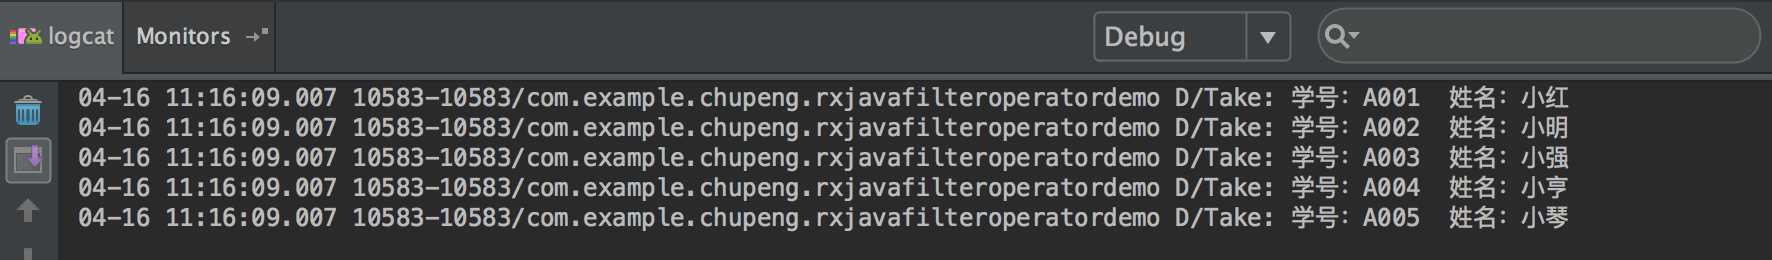 logcat Monitors Debug
04-16 11:16:09.007 10583-10583/com.example.chupeng.rxjavafilteroperatordemo D/Take: 学号：A001 姓名：小红
04-16 11:16:09.007 10583-10583/com.example.chupeng.rxjavafilteroperatordemo D/Take: 学号：A002 姓名：小明
04-16 11:16:09.007 10583-10583/com.example.chupeng.rxjavafilteroperatordemo D/Take: 学号：A003 姓名：小强
04-16 11:16:09.007 10583-10583/com.example.chupeng.rxjavafilteroperatordemo D/Take: 学号：A004 姓名：小亨
04-16 11:16:09.007 10583-10583/com.example.chupeng.rxjavafilteroperatordemo D/Take: 学号：A005 姓名：小琴